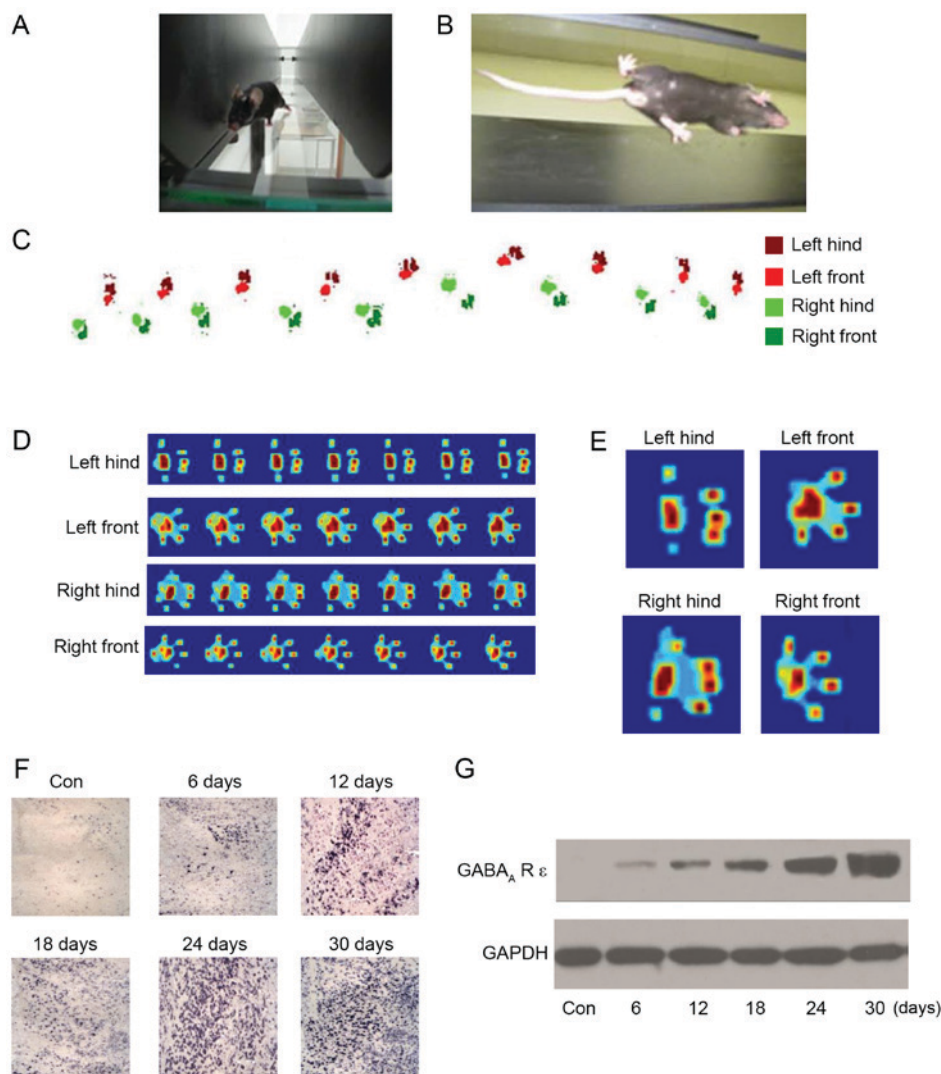 A
B
C
Left hind
Left front
Right hind
Right front
D
Left hind
Left front
Right hind
Right front
E
Left hind Left front
Right hind Right front
F
Con 6 days 12 days
18 days 24 days 30 days
G
GABAA R ε
GAPDH
Con 6 12 18 24 30 (days)